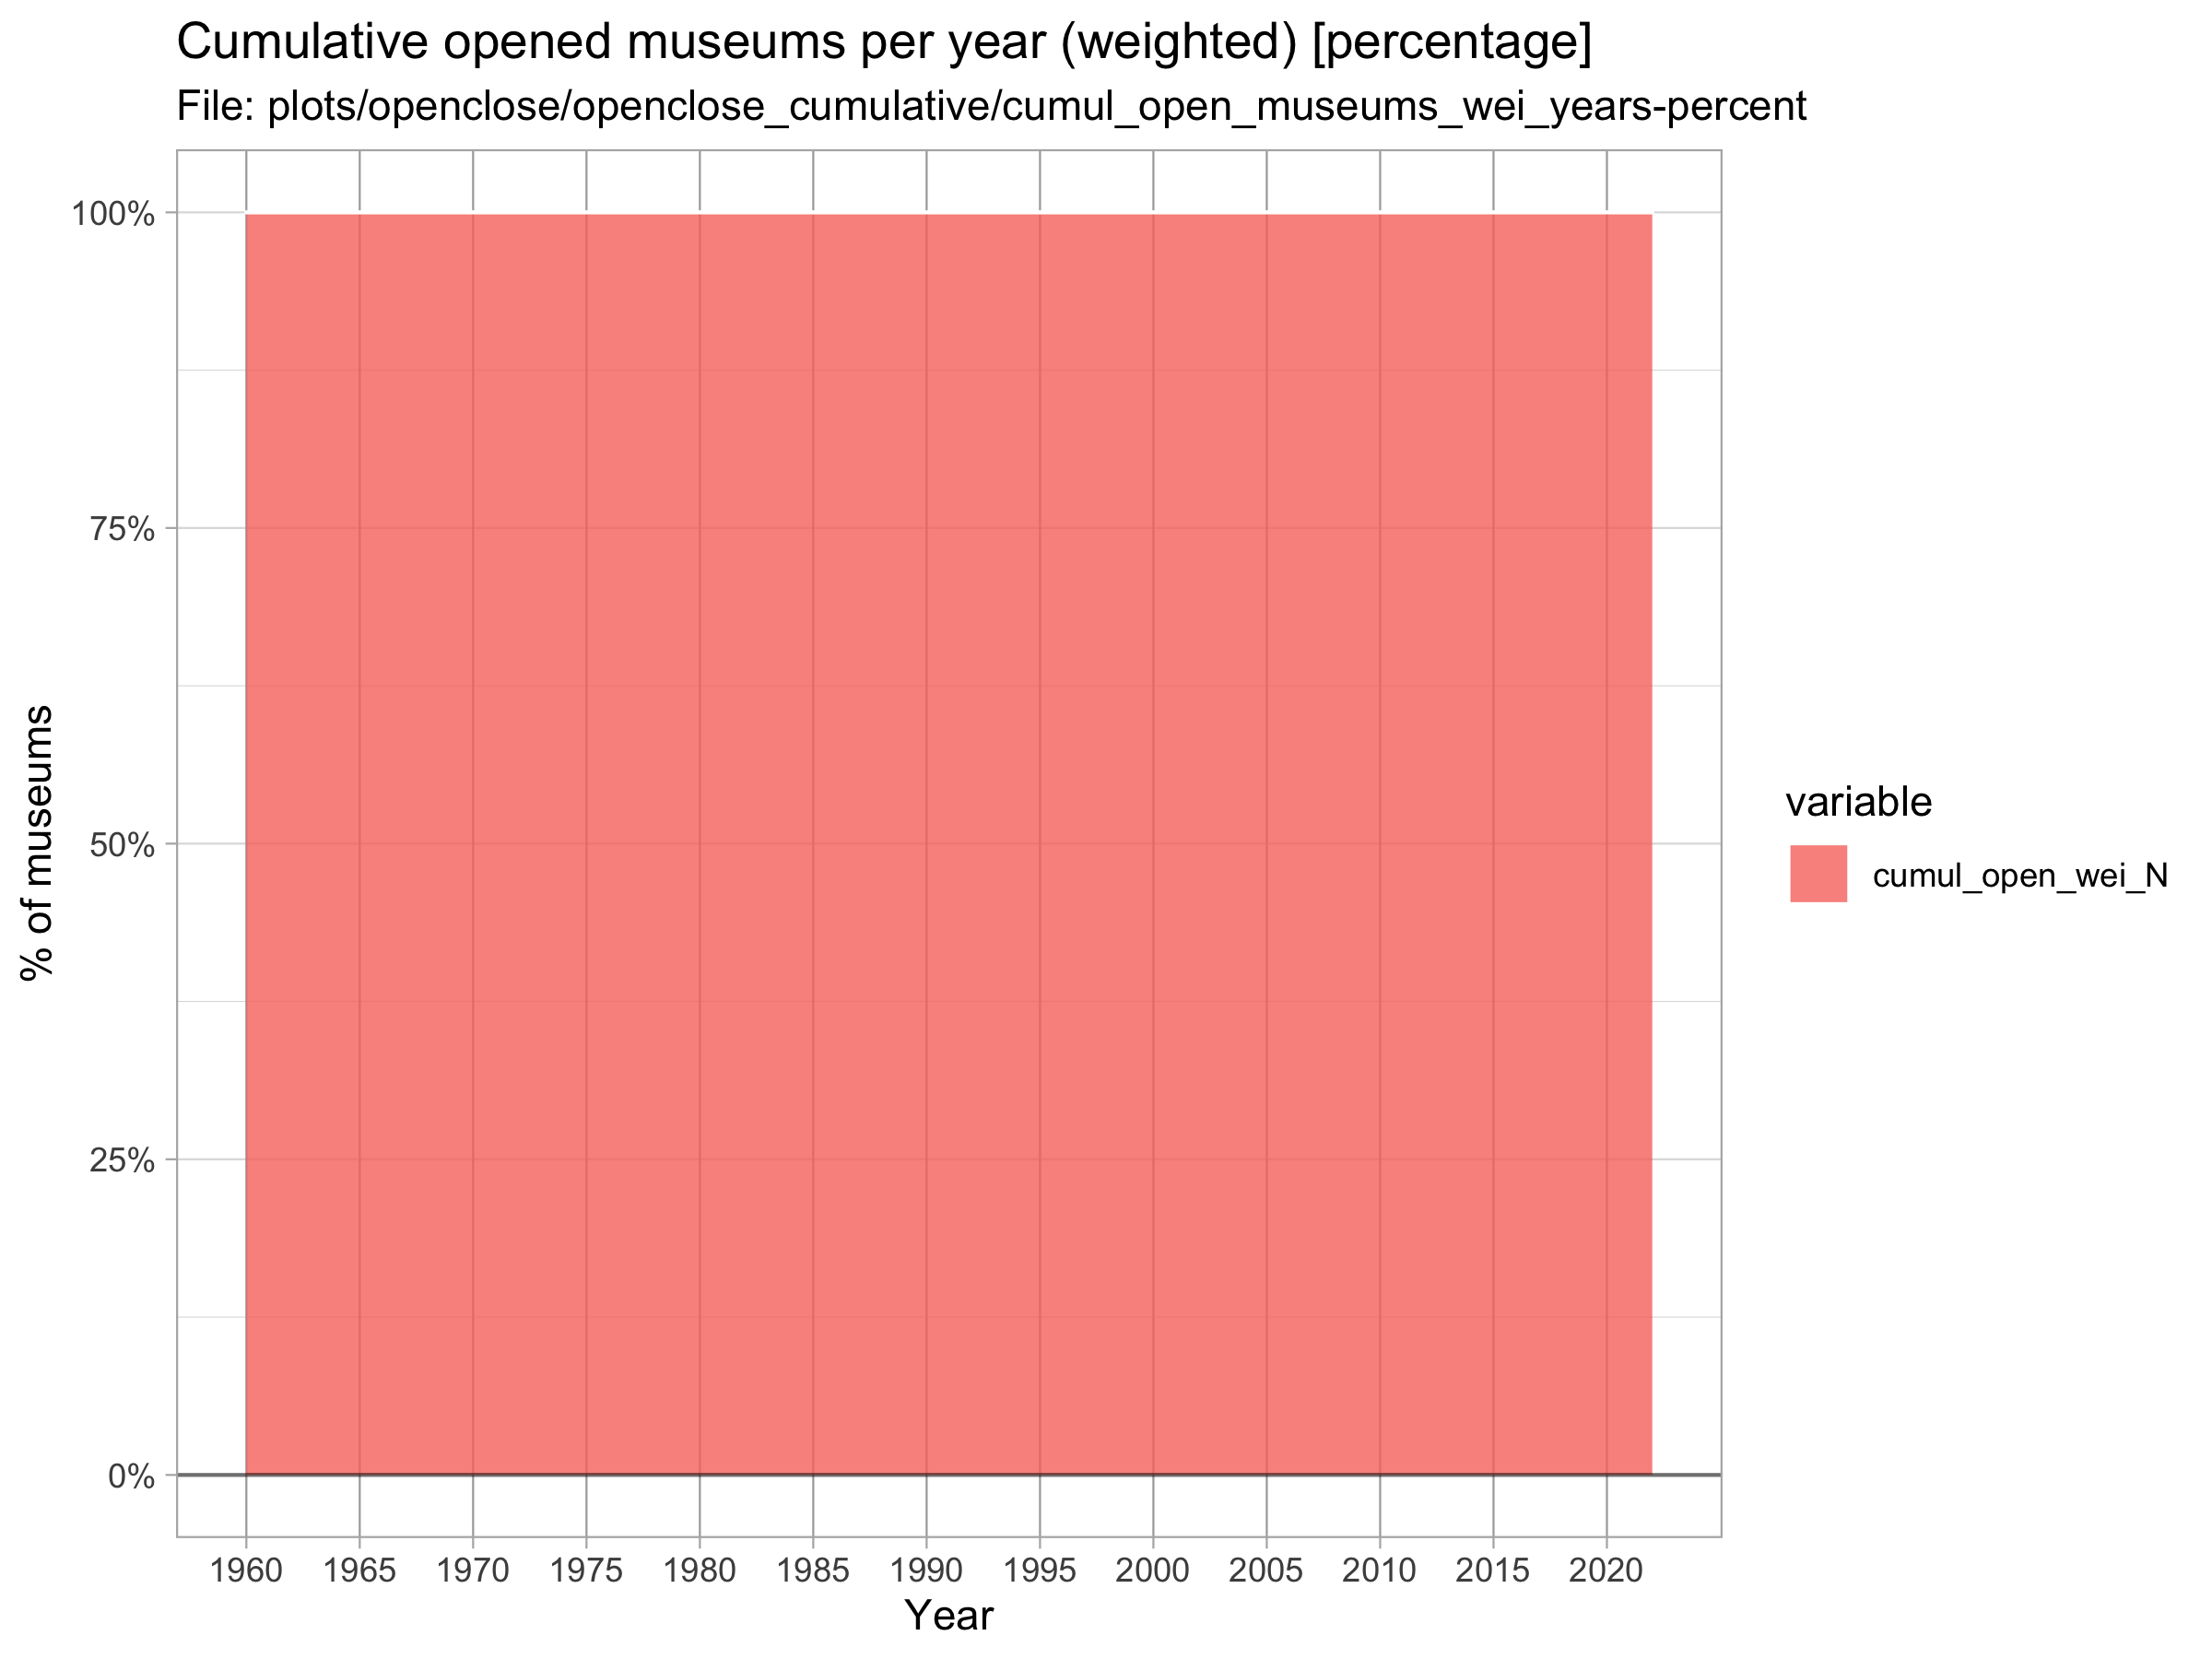 Cumulative opened museums per year (weighted) [percentage]
File: plots/openclose/openclose_cumulative/cumul_open_museums_wei_years-percent
100%
75%
50%
25%
0%
% of museums
1960 1965 1970 1975 1980 1985 1990 1995 2000 2005 2010 2015 2020
Year
variable
cumul_open_wei_N